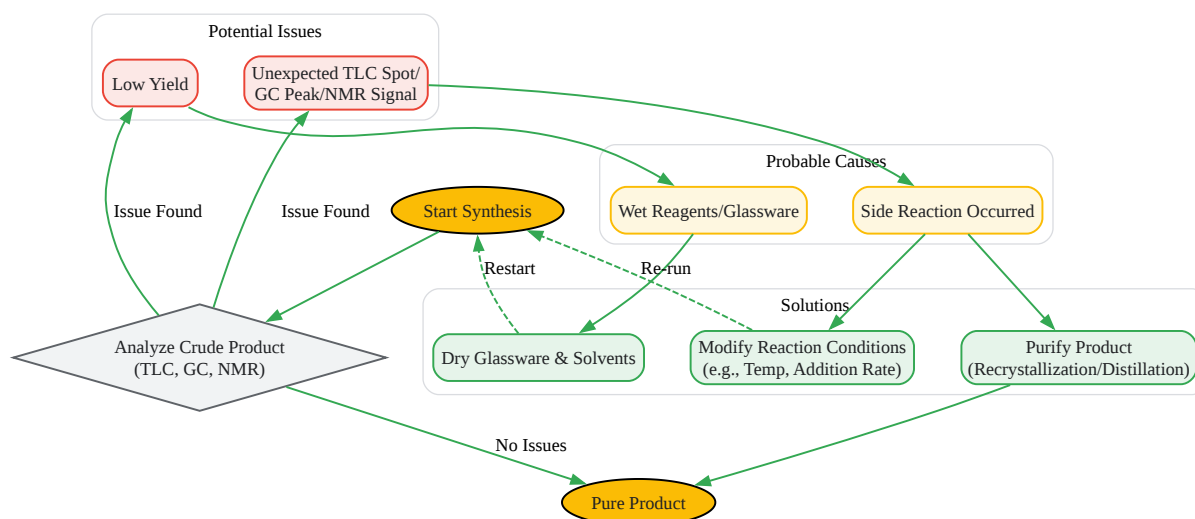 Potential Issues
Low Yield
Unexpected TLC Spot/
GC Peak/NMR Signal
Probable Causes
Issue Found
Issue Found
Start Synthesis
Wet Reagents/Glassware
Side Reaction Occurred
Restart
Re-run
Solutions
Analyze Crude Product
(TLC, GC, NMR)
Dry Glassware & Solvents
Modify Reaction Conditions
(e.g., Temp, Addition Rate)
Purify Product
(Recrystallization/Distillation)
No Issues
Pure Product